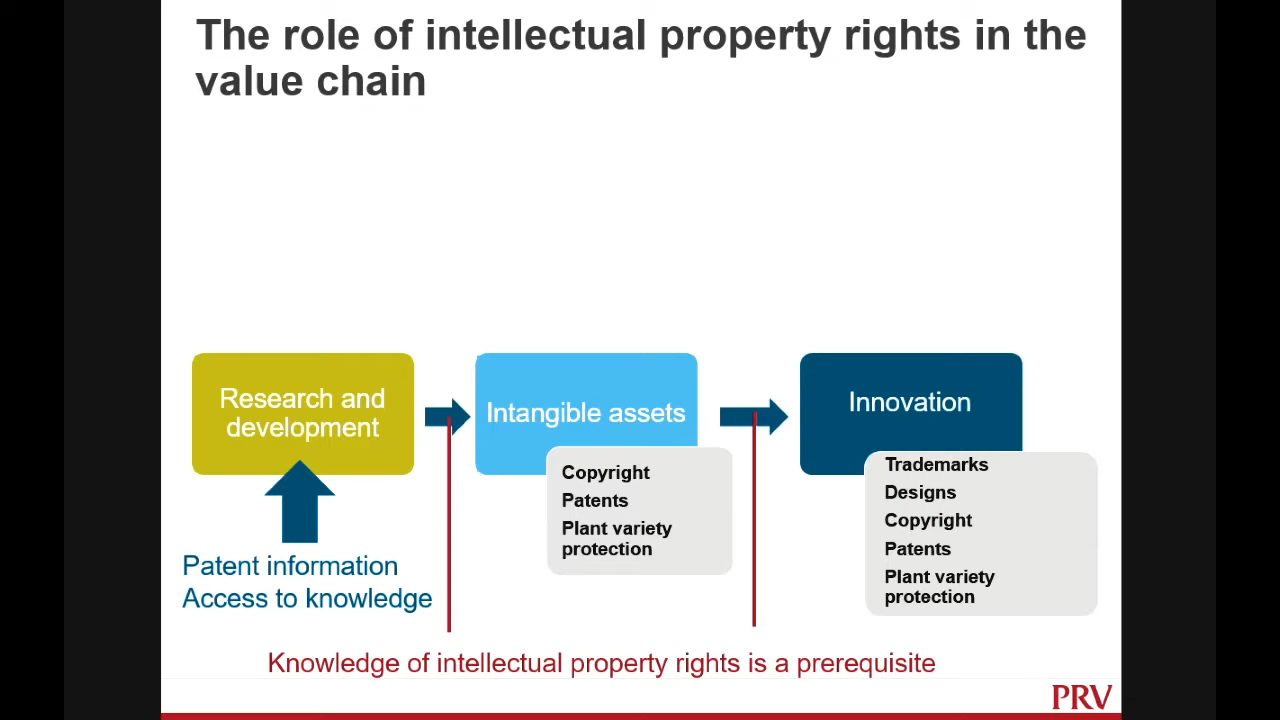 The role of intellectual property rights in the
value chain
Research and
development
Intangible assets
Innovation
Copyright
Patents
Plant variety
protection
Trademarks
Designs
Copyright
Patents
Plant variety
protection
Patent information
Access to knowledge
Knowledge of intellectual property rights is a prerequisite
PRV